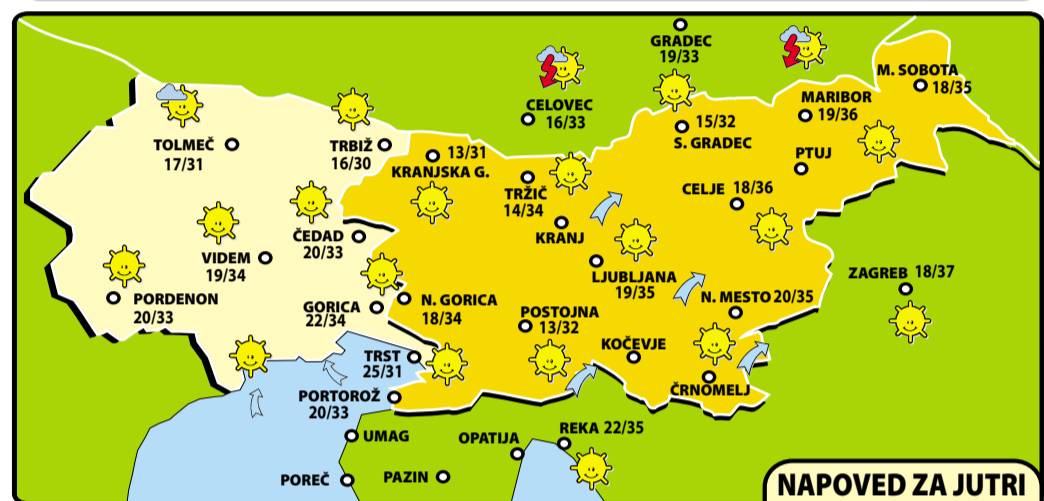 GRADEC
19/33
M. SOBOTA
18/35
CELOVEC
16/33
MARIBOR
19/36
15/32
S. GRADEC
TOLMEČ
17/31
TRBIŽ
16/30
13/31
KRANJSKA G.
PTUJ
TRŽIČ
14/34
CELJE 18/36
KRANJ
ČEDAD
20/33
VIDEM
19/34
LJUBLJANA
19/35
ZAGREB 18/37
PORDENON
20/33
GORICA
22/34
N. GORICA
18/34
N. MESTO 20/35
POSTOJNA
13/32
KOČEVJE
TRST
25/31
ČRNOMELJ
PORTOROŽ
20/33
UMAG
OPATIJA
REKA 22/35
POREČ
PAZIN
NAPOVED ZA JUTRI